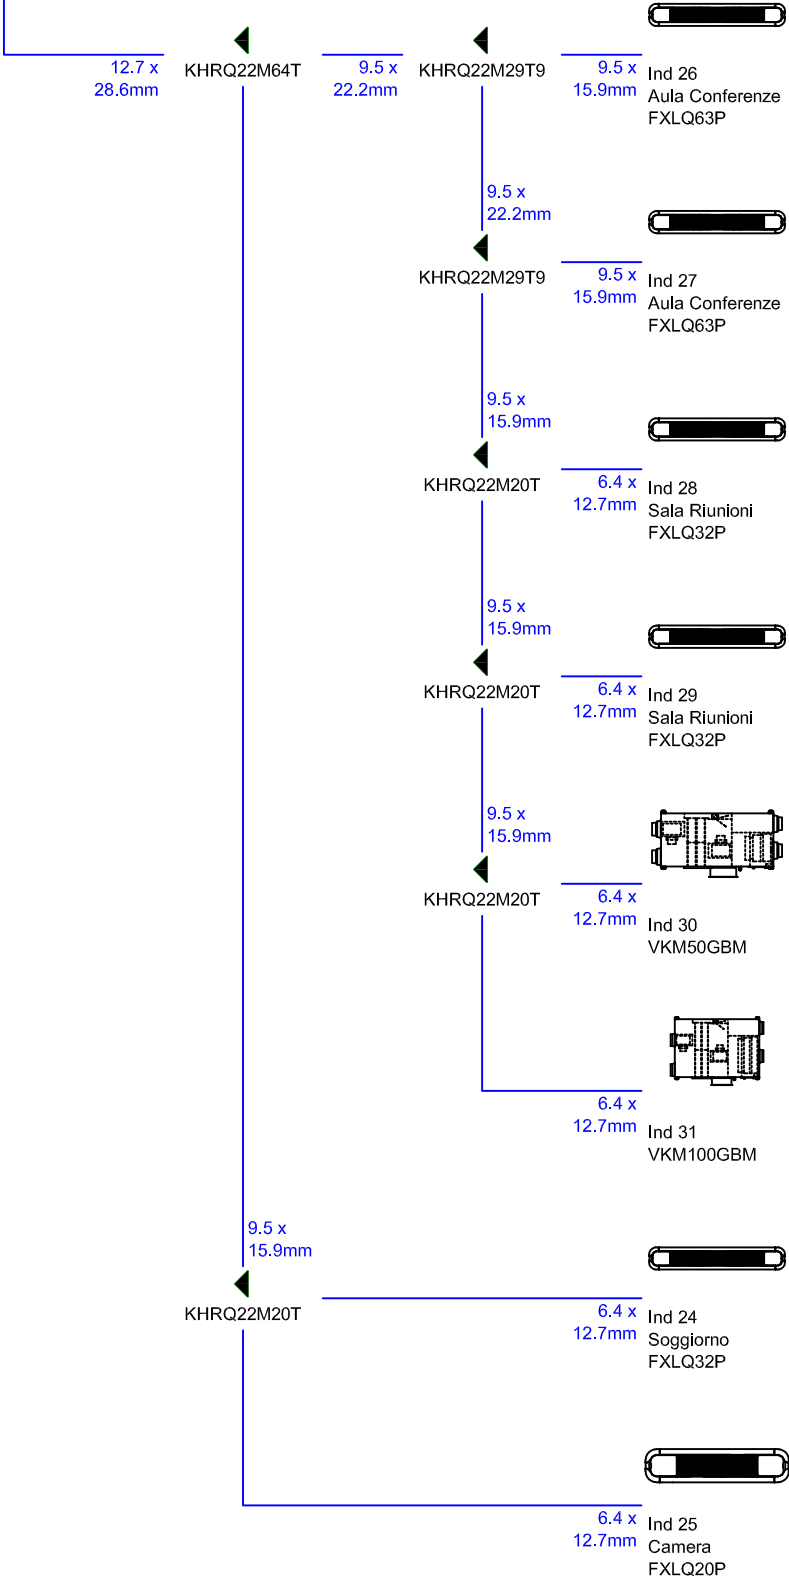 12.7 x
28.6mm
KHRQ22M64T
9.5 x
22.2mm
KHRQ22M29T9
9.5 x
15.9mm
Ind 26
Aula Conferenze
FXLQ63P
9.5 x
22.2mm
KHRQ22M29T9
9.5 x
15.9mm
Ind 27
Aula Conferenze
FXLQ63P
9.5 x
15.9mm
KHRQ22M20T
6.4 x
12.7mm
Ind 28
Sala Riunioni
FXLQ32P
9.5 x
15.9mm
KHRQ22M20T
6.4 x
12.7mm
Ind 29
Sala Riunioni
FXLQ32P
9.5 x
15.9mm
KHRQ22M20T
6.4 x
12.7mm
Ind 30
VKM50GBM
6.4 x
12.7mm
Ind 31
VKM100GBM
9.5 x
15.9mm
KHRQ22M20T
6.4 x
12.7mm
Ind 24
Soggiorno
FXLQ32P
6.4 x
12.7mm
Ind 25
Camera
FXLQ20P